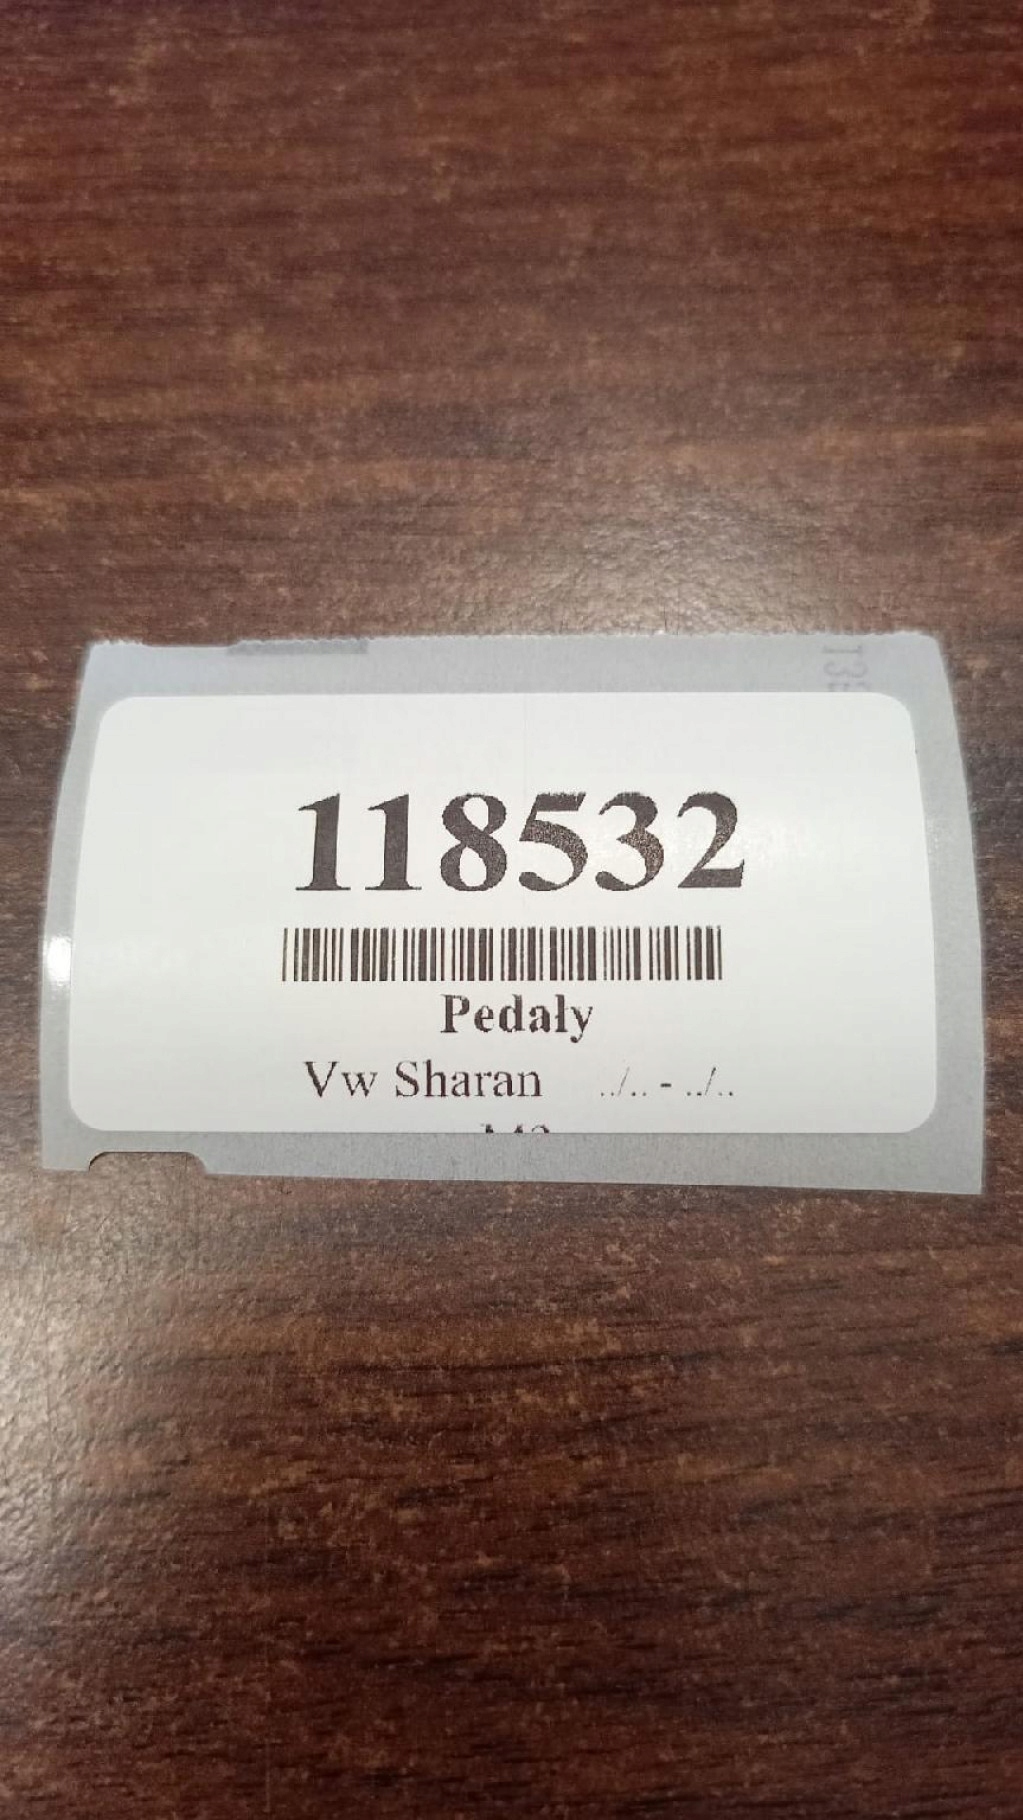 118532
Pedały
Vw Sharan ../.. - ../..